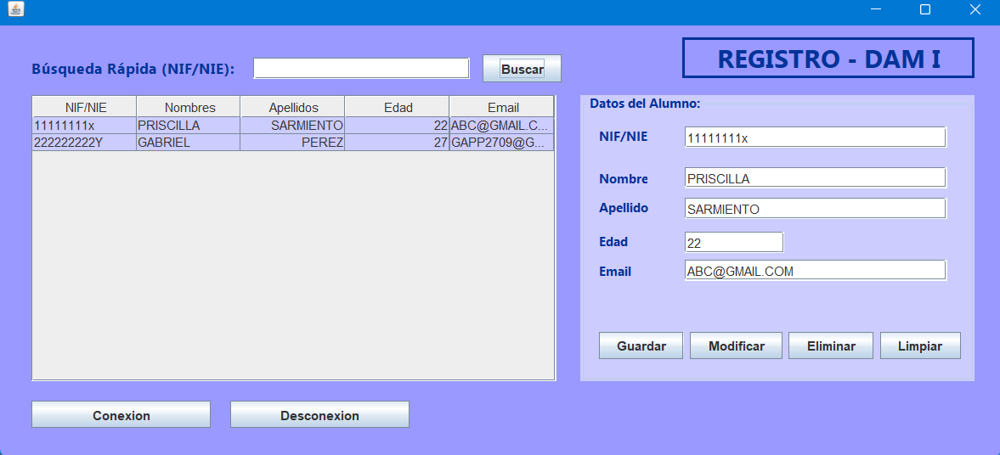 REGISTRO - DAM I
Búsqueda Rápida (NIF/NIE): Buscar
NIF/NIE Nombres Apellidos Edad Email
11111111x PRISCILLA SARMIENTO 22 ABC@GMAIL.C...
222222222Y GABRIEL PEREZ 27 GAPP2709@G...
Datos del Alumno:
NIF/NIE 11111111x
Nombre PRISCILLA
Apellido SARMIENTO
Edad 22
Email ABC@GMAIL.COM
Guardar Modificar Eliminar Limpiar
Conexion Desconexion